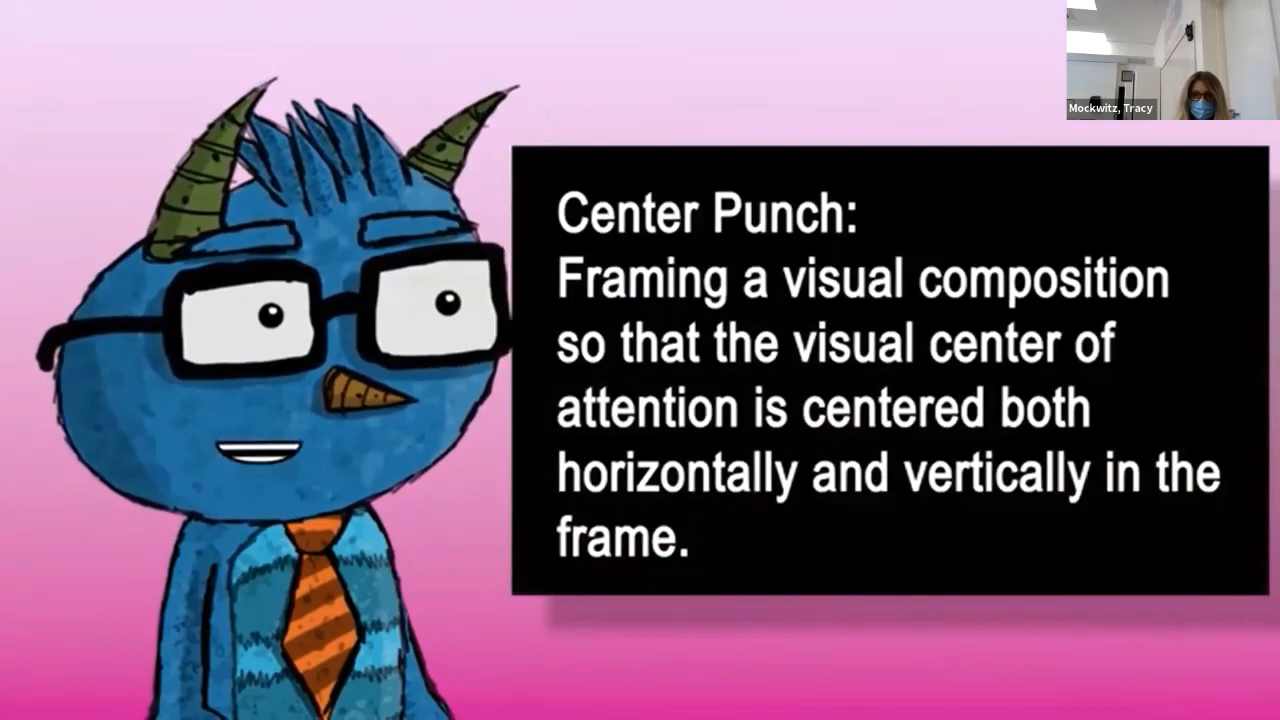 Mockwitz, Tracy
Center Punch:
Framing a visual composition
so that the visual center of
attention is centered both
horizontally and vertically in the
frame.